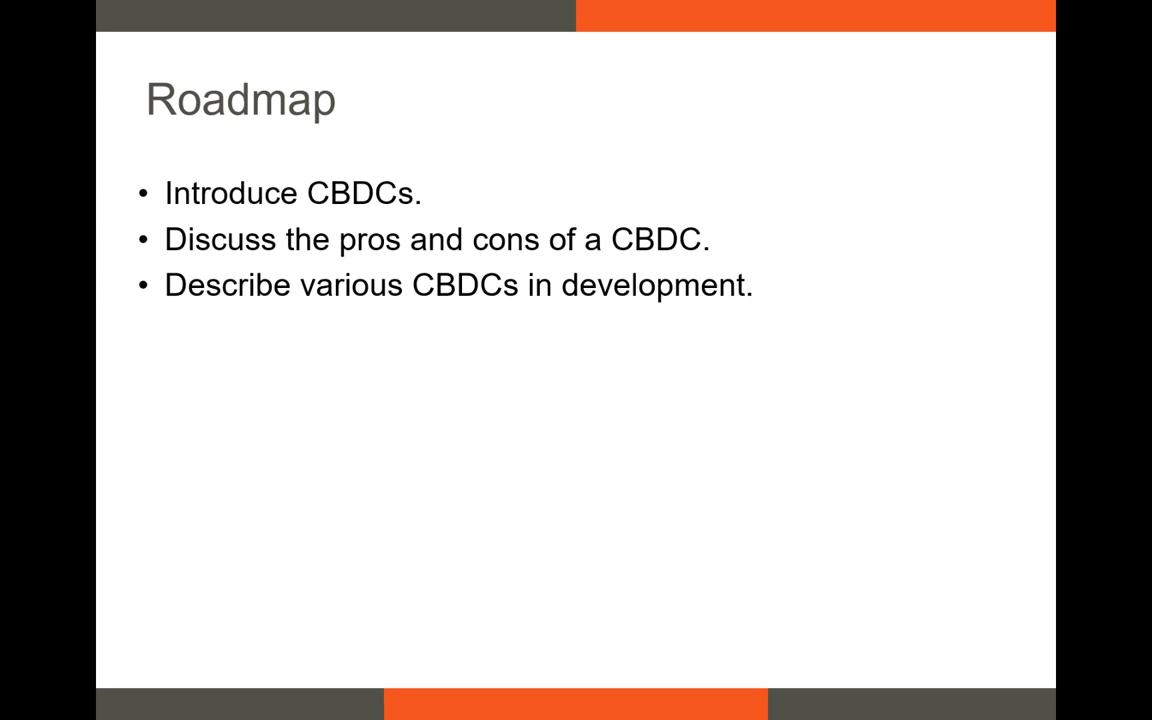 Roadmap
• Introduce CBDCs.
• Discuss the pros and cons of a CBDC.
• Describe various CBDCs in development.